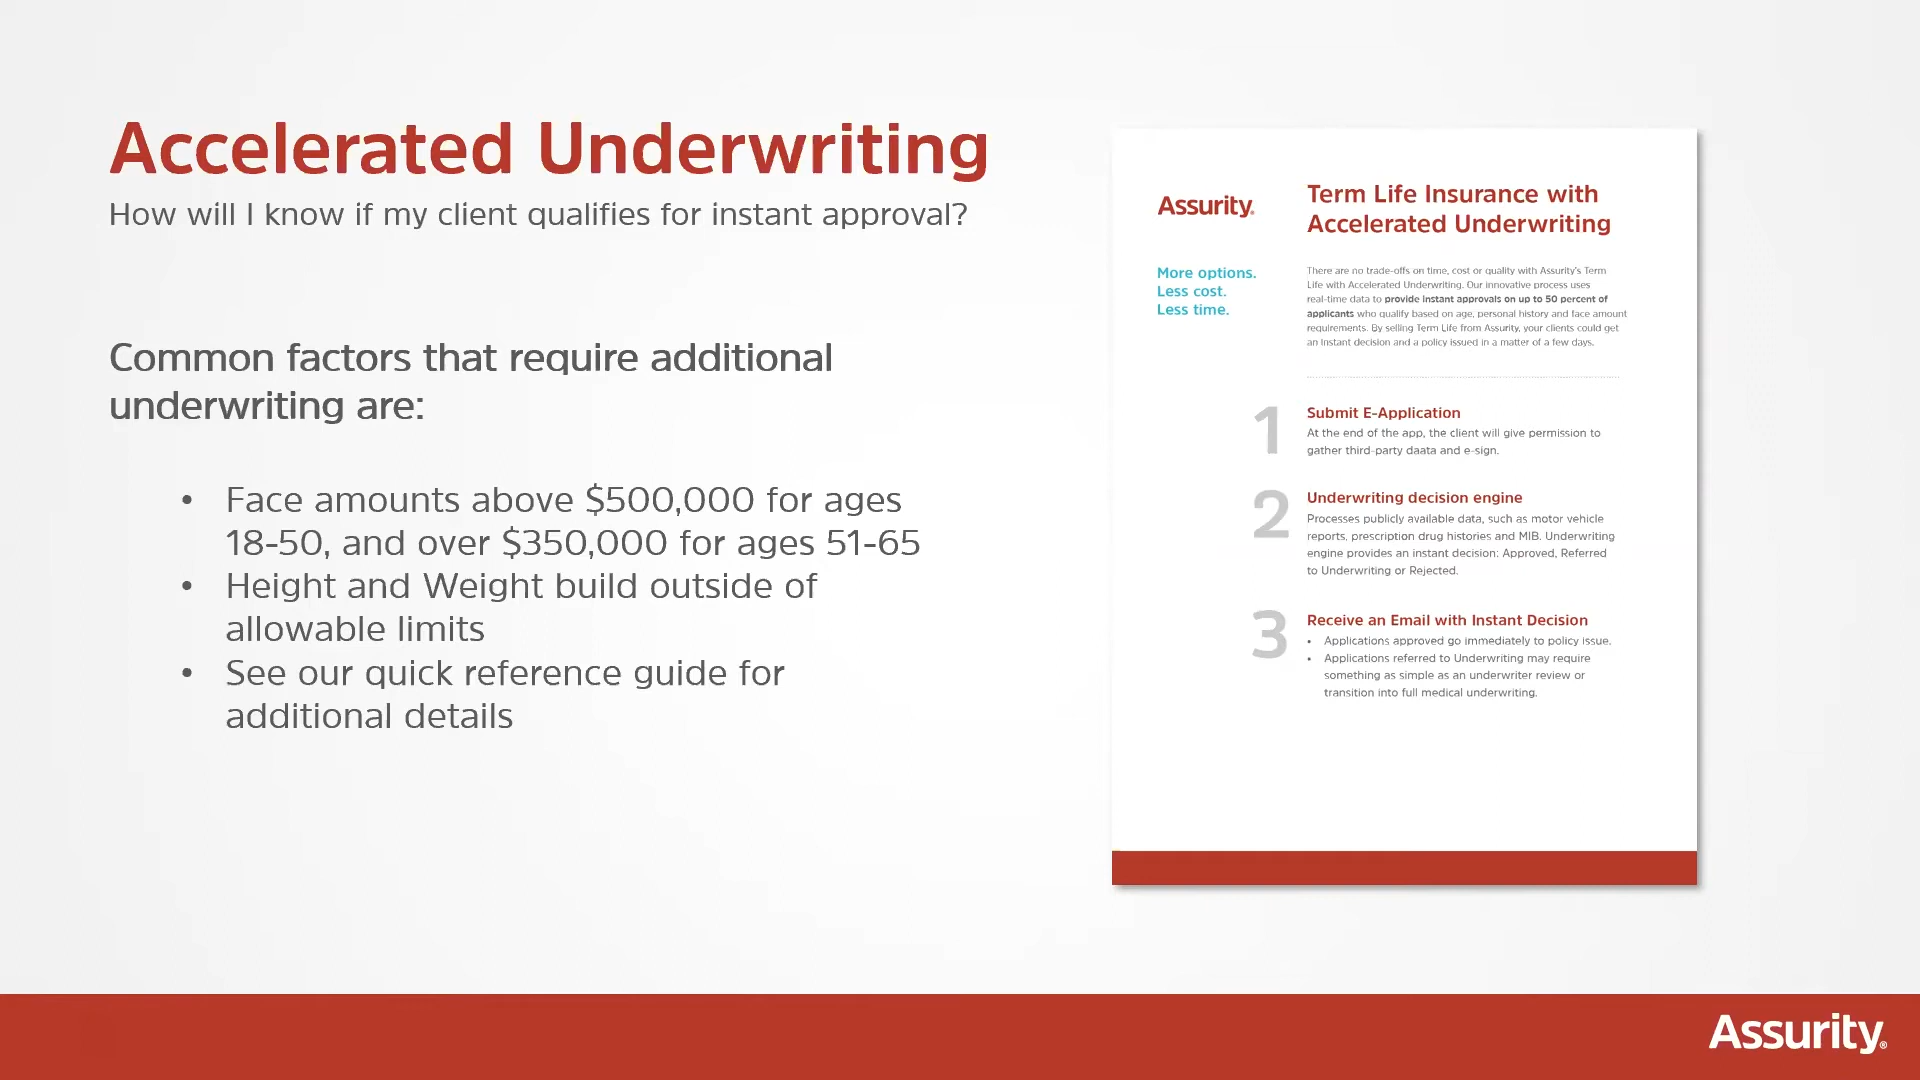 Accelerated Underwriting
How will I know if my client qualifies for instant approval?
Common factors that require additional
underwriting are:
• Face amounts above $500,000 for ages
18-50, and over $350,000 for ages 51-65
• Height and Weight build outside of
allowable limits
• See our quick reference guide for
additional details
Assurity®
Term Life Insurance with
Accelerated Underwriting
More options.
Less cost.
Less time.
There are no trade-offs on time, cost or quality with Assurity's Term
Life with Accelerated Underwriting. Our innovative process uses
real-time data to provide instant approvals on up to 50 percent of
applicants who qualify based on age, personal history and face amount
requirements. By selling Term Life from Assurity, your clients could get
an instant decision and a policy issued in a matter of a few days.
1
Submit E-Application
At the end of the app, the client will give permission to
gather third-party daata and e-sign.
2
Underwriting decision engine
Processes publicly available data, such as motor vehicle
reports, prescription drug histories and MIB. Underwriting
engine provides an instant decision: Approved, Referred
to Underwriting or Rejected.
3
Receive an Email with Instant Decision
• Applications approved go immediately to policy issue.
• Applications referred to Underwriting may require
something as simple as an underwriter review or
transition into full medical underwriting.
Assurity®